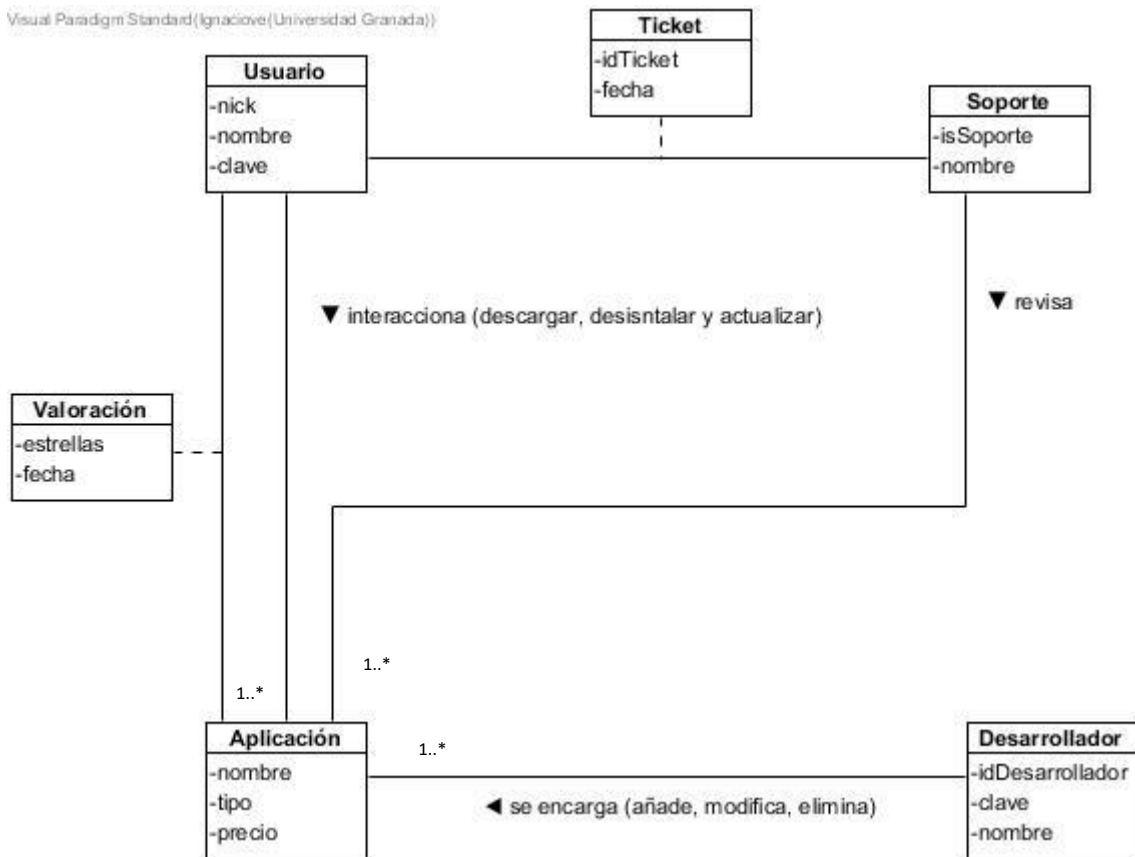 Visual Paradigm Standard(Ignaciove(Universidad Granada))
Ticket
-idTicket
-fecha
Usuario
-nick
-nombre
-clave
Soporte
-isSoporte
-nombre
▼ interacciona (descargar, desisntalar y actualizar)
▼ revisa
Valoración
-estrellas
-fecha
1..*
1..*
Aplicación
-nombre
-tipo
-precio
1..*
◀ se encarga (añade, modifica, elimina)
Desarrollador
-idDesarrollador
-clave
-nombre